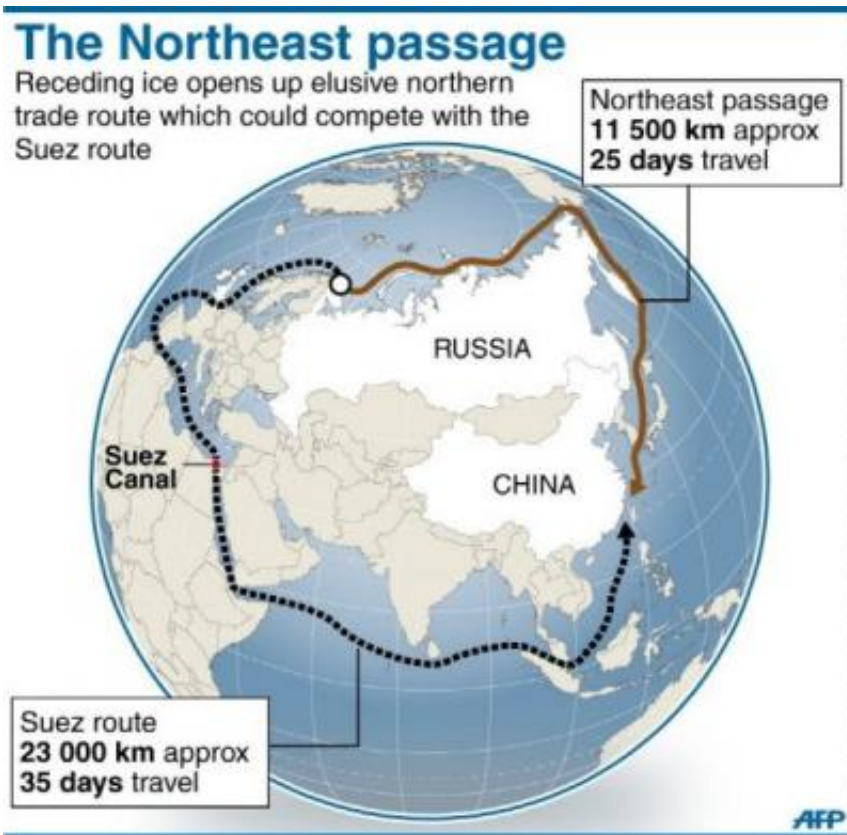 The Northeast passage
Receding ice opens up elusive northern
trade route which could compete with the
Suez route
Northeast passage
11 500 km approx
25 days travel
RUSSIA
Suez
Canal
CHINA
Suez route
23 000 km approx
35 days travel
AFP